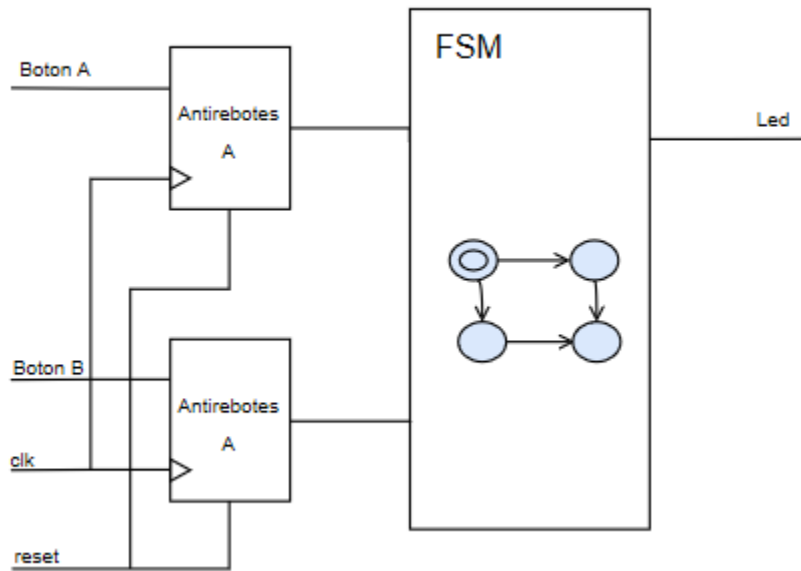 FSM
Boton A
Antirebotes
A
Led
Boton B
Antirebotes
A
clk
reset